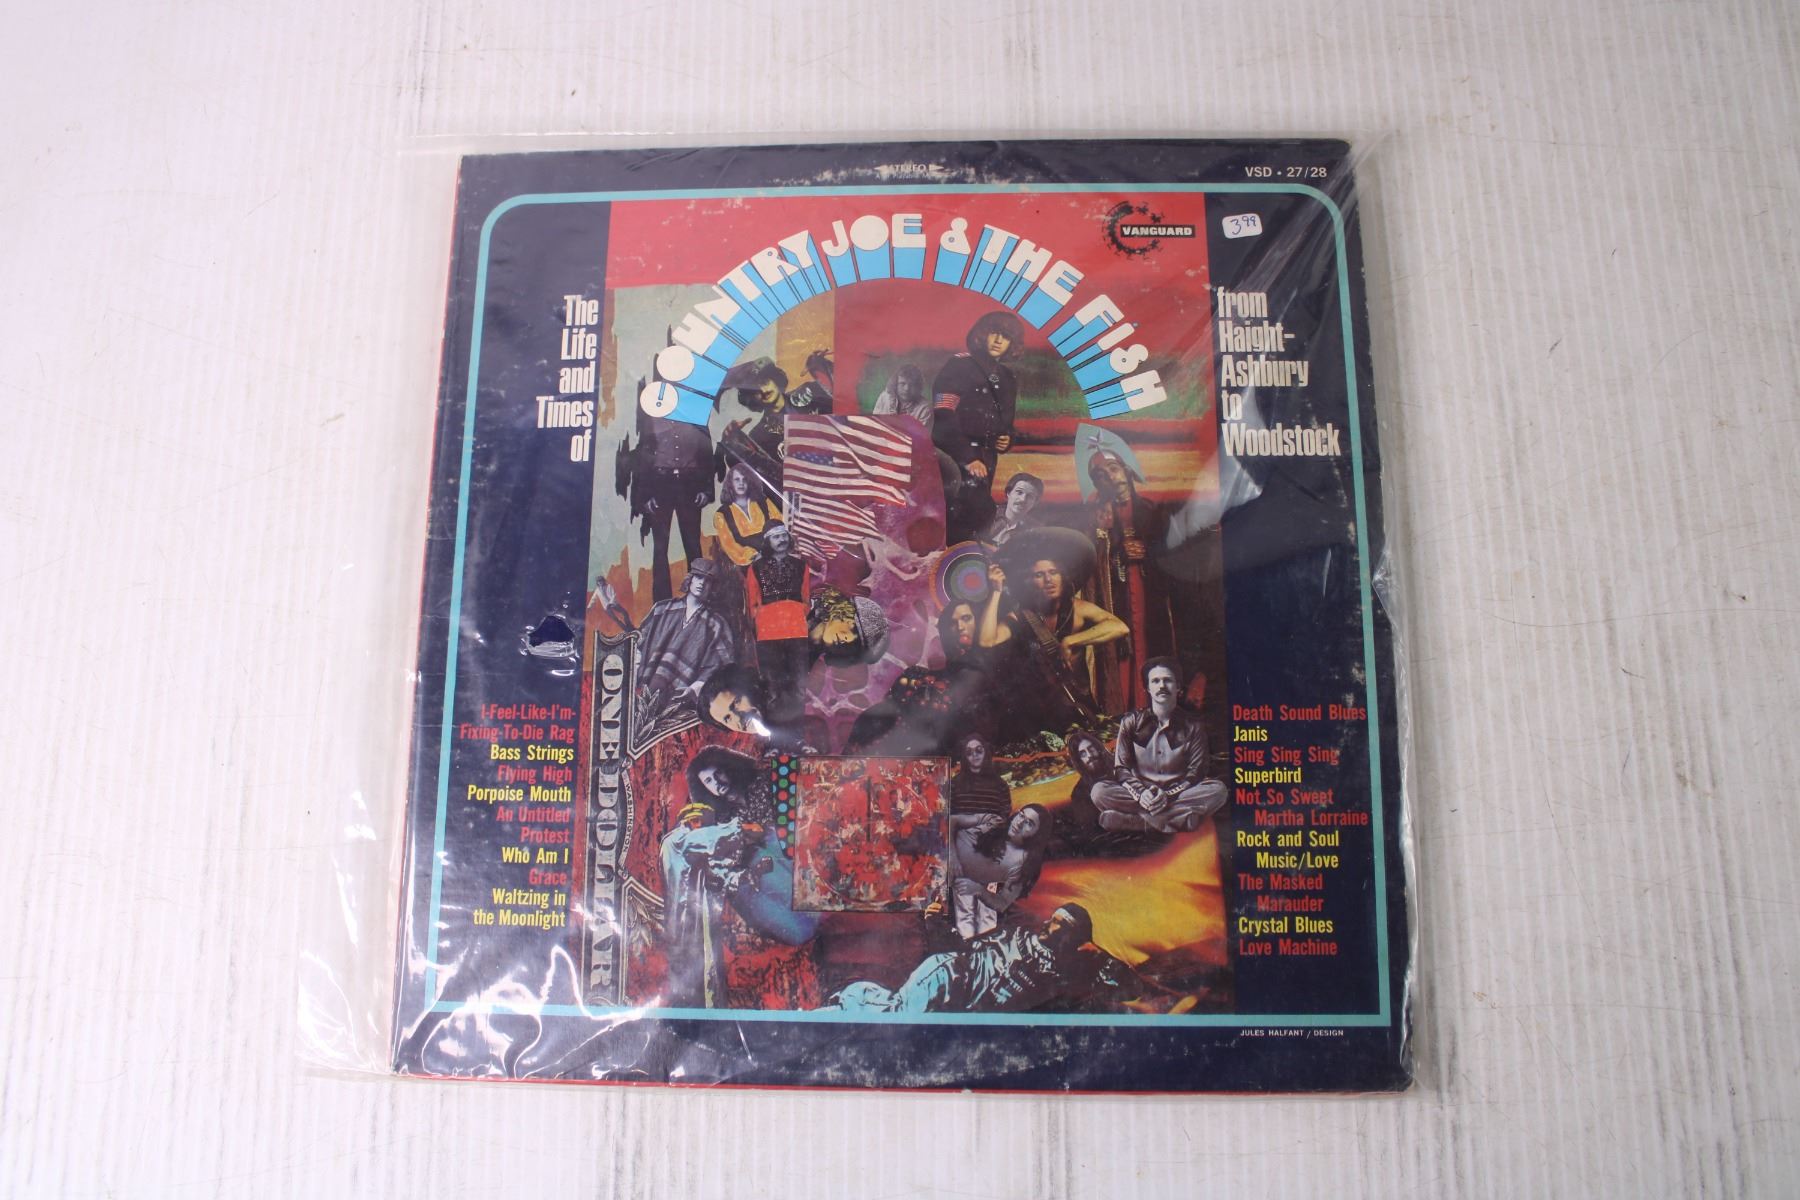 STEREO
VSD • 27/28
COUNTRY JOE & THE FISH
VANGUARD
3.99
The
Life
and
Times
of
from
Haight-
Ashbury
to
Woodstock
ONE DOLLAR
WASHINGTON
I-Feel-Like-I'm-
Fixing-To-Die Rag
Bass Strings
Flying High
Porpoise Mouth
An Untitled
Protest
Who Am I
Grace
Waltzing in
the Moonlight
Death Sound Blues
Janis
Sing Sing Sing
Superbird
Not So Sweet
Martha Lorraine
Rock and Soul
Music/Love
The Masked
Marauder
Crystal Blues
Love Machine
JULES HALFANT / DESIGN